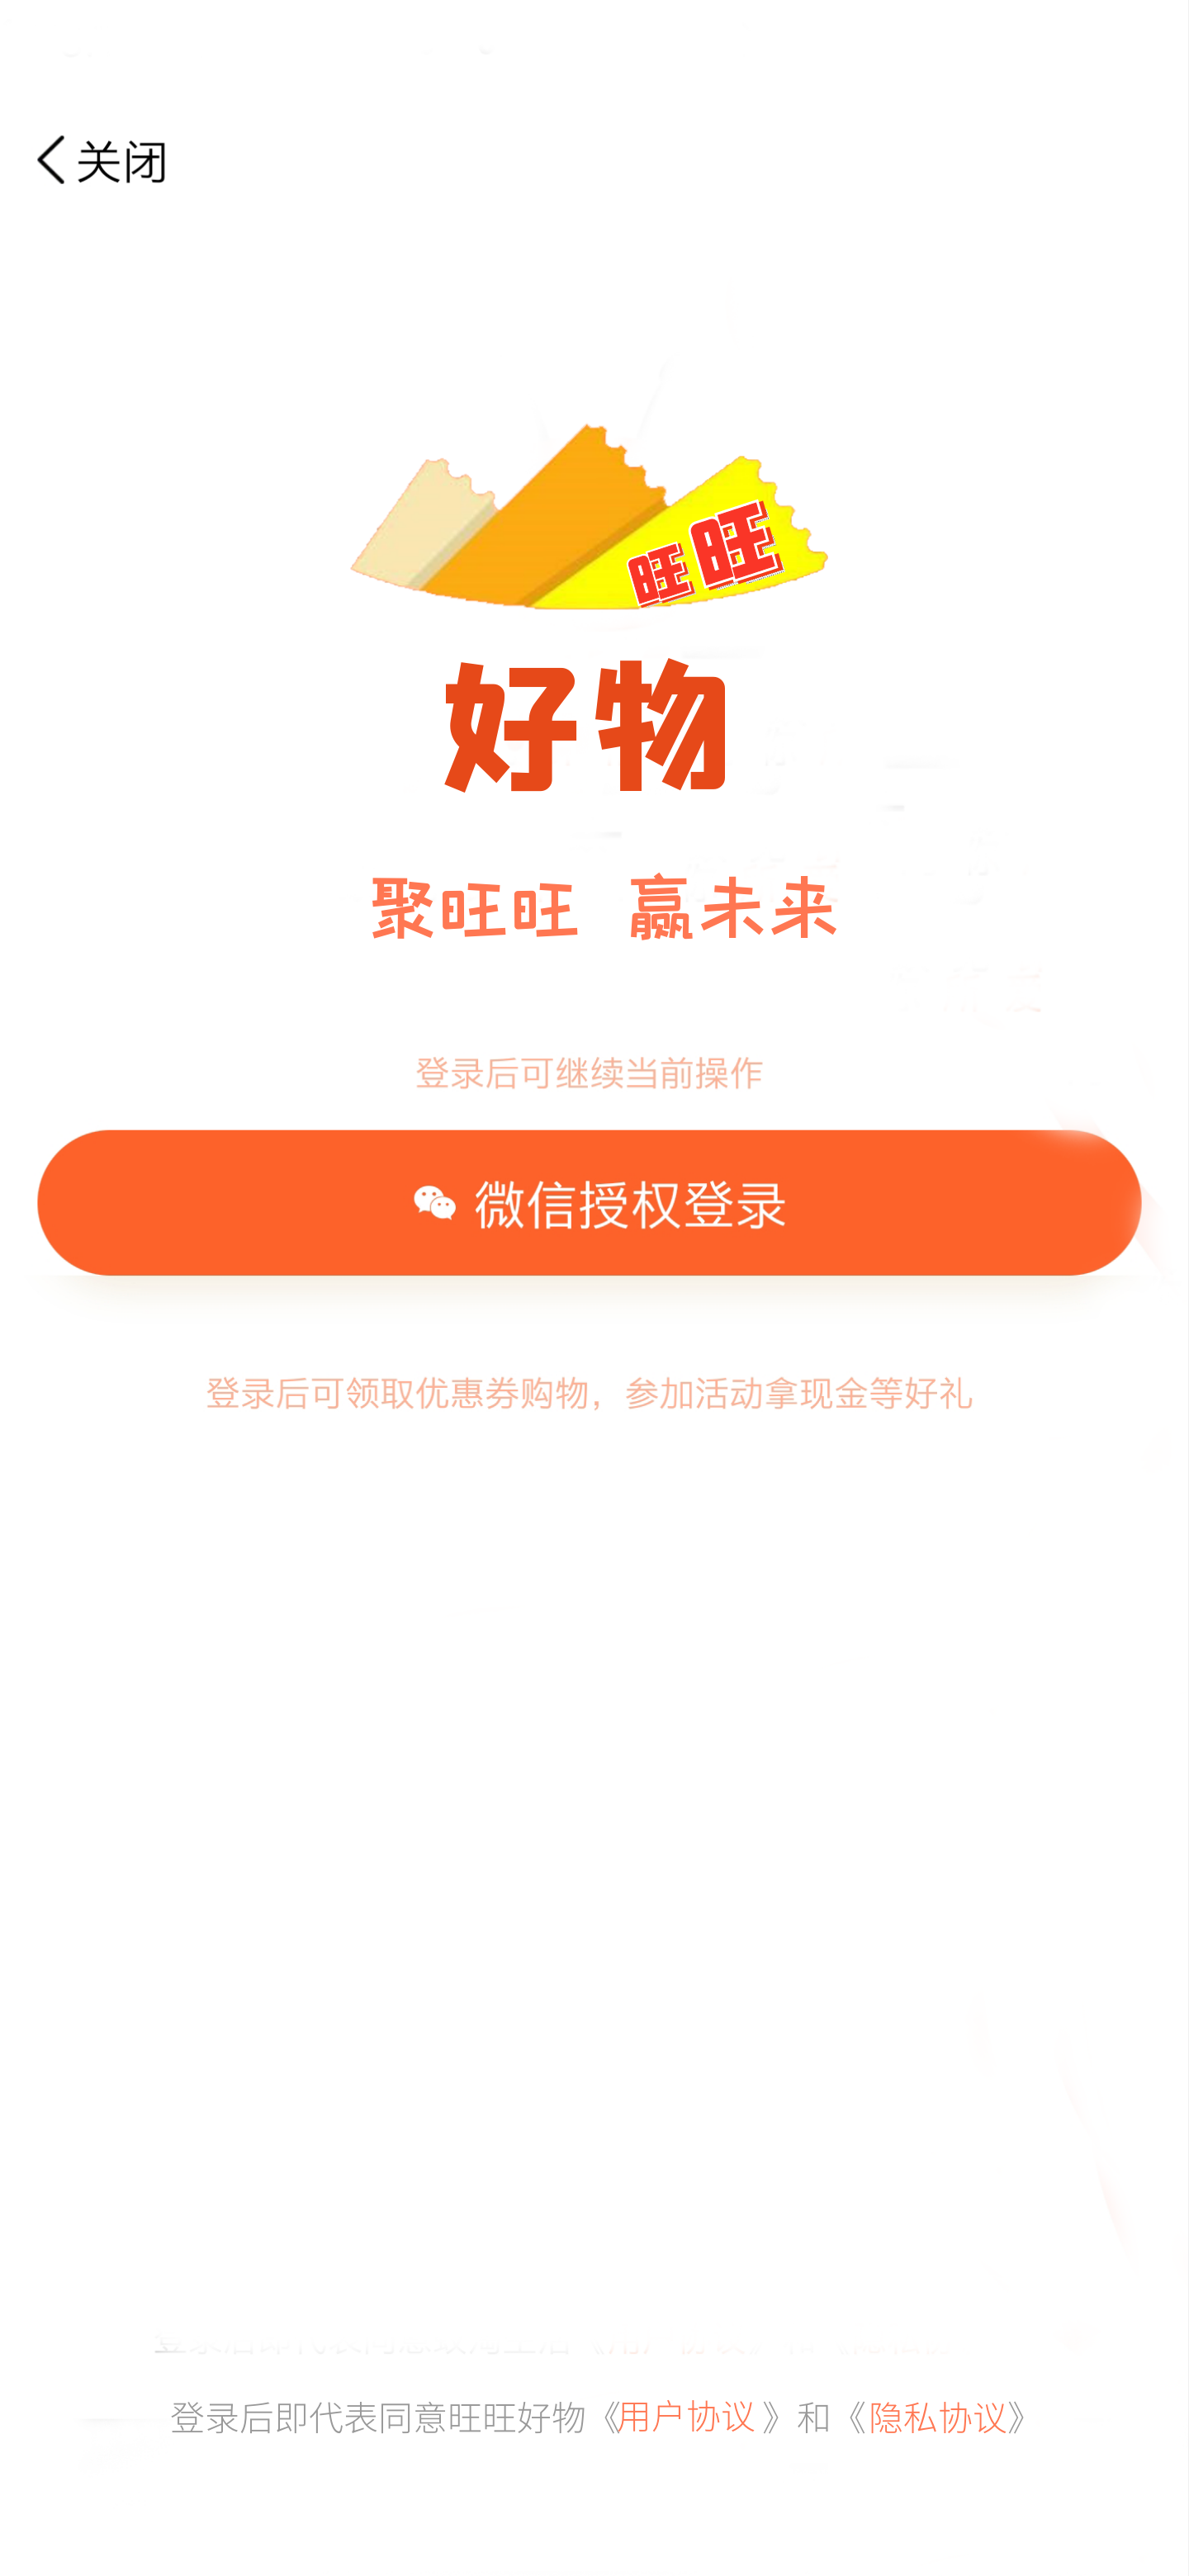 关闭
旺旺
好物
聚旺旺 赢未来
登录后可继续当前操作
微信授权登录
登录后可领取优惠券购物，参加活动拿现金等好礼
登录后即代表同意旺旺好物《用户协议》和《隐私协议》